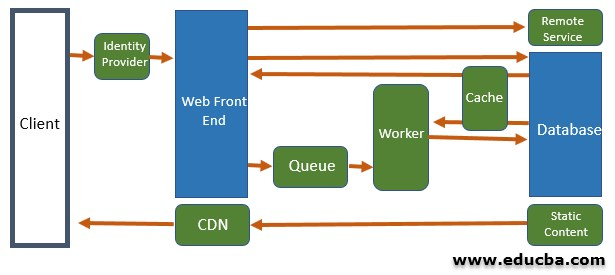 Client
Identity
Provider
Web Front
End
Remote
Service
Cache
Database
Worker
Queue
CDN
Static
Content
www.educba.com